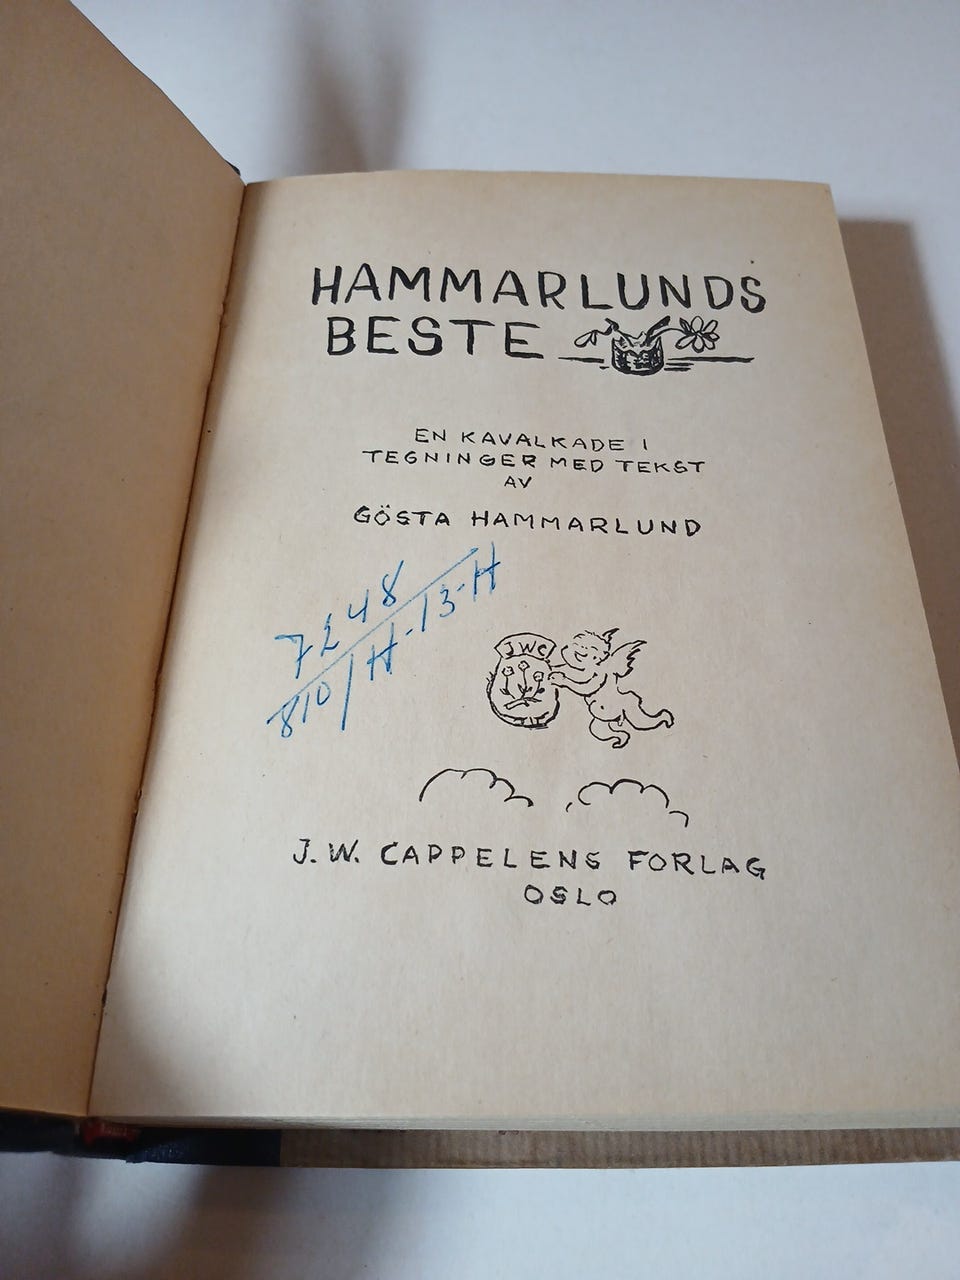 HAMMARLUNDS
BESTE
EN KAVALKADE I
TEGNINGER MED TEKST
AV
GÖSTA HAMMARLUND
7248
810/H-13-H
JWC
J. W. CAPPELENS FORLAG
OSLO